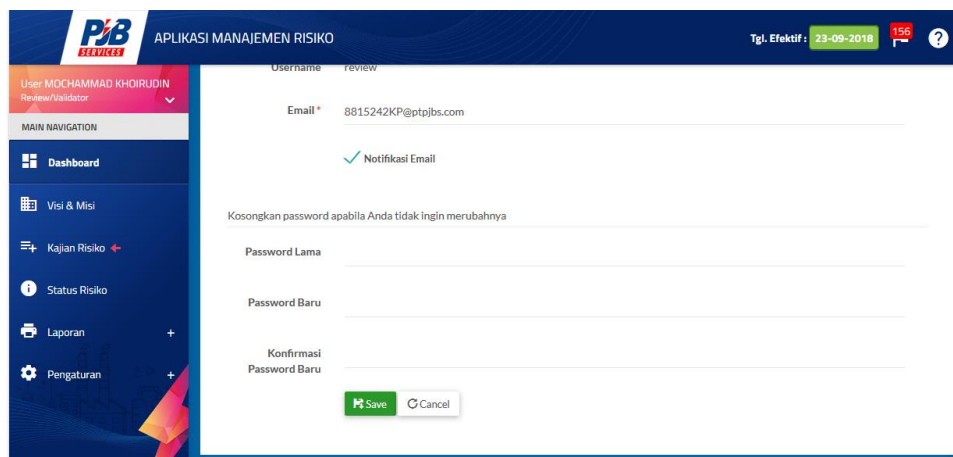 PJB
SERVICES
APLIKASI MANAJEMEN RISIKO
Tgl. Efektif : 23-09-2018
156
?
User MOCHAMMAD KHOIRUDIN
Review/Validator
MAIN NAVIGATION
Dashboard
Visi & Misi
Kajian Risiko
Status Risiko
Laporan +
Pengaturan +
Username review
Email * 8815242KP@ptpjbs.com
Notifikasi Email
Kosongkan password apabila Anda tidak ingin merubahnya
Password Lama
Password Baru
Konfirmasi
Password Baru
Save Cancel